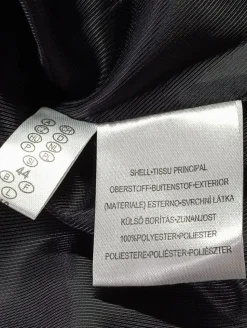 44
SHELL•TISSU PRINCIPAL
OBERSTOFF•BUITENSTOF•EXTERIOR
(MATERIALE) ESTERNO•SVRCHNI LÁTKA
KÜLSŐ BORÍTÁS•ZUNANJOST
100%POLYESTER•POLIESTER
POLIESTERE•POLIÉSTER•POLIÉSZTER